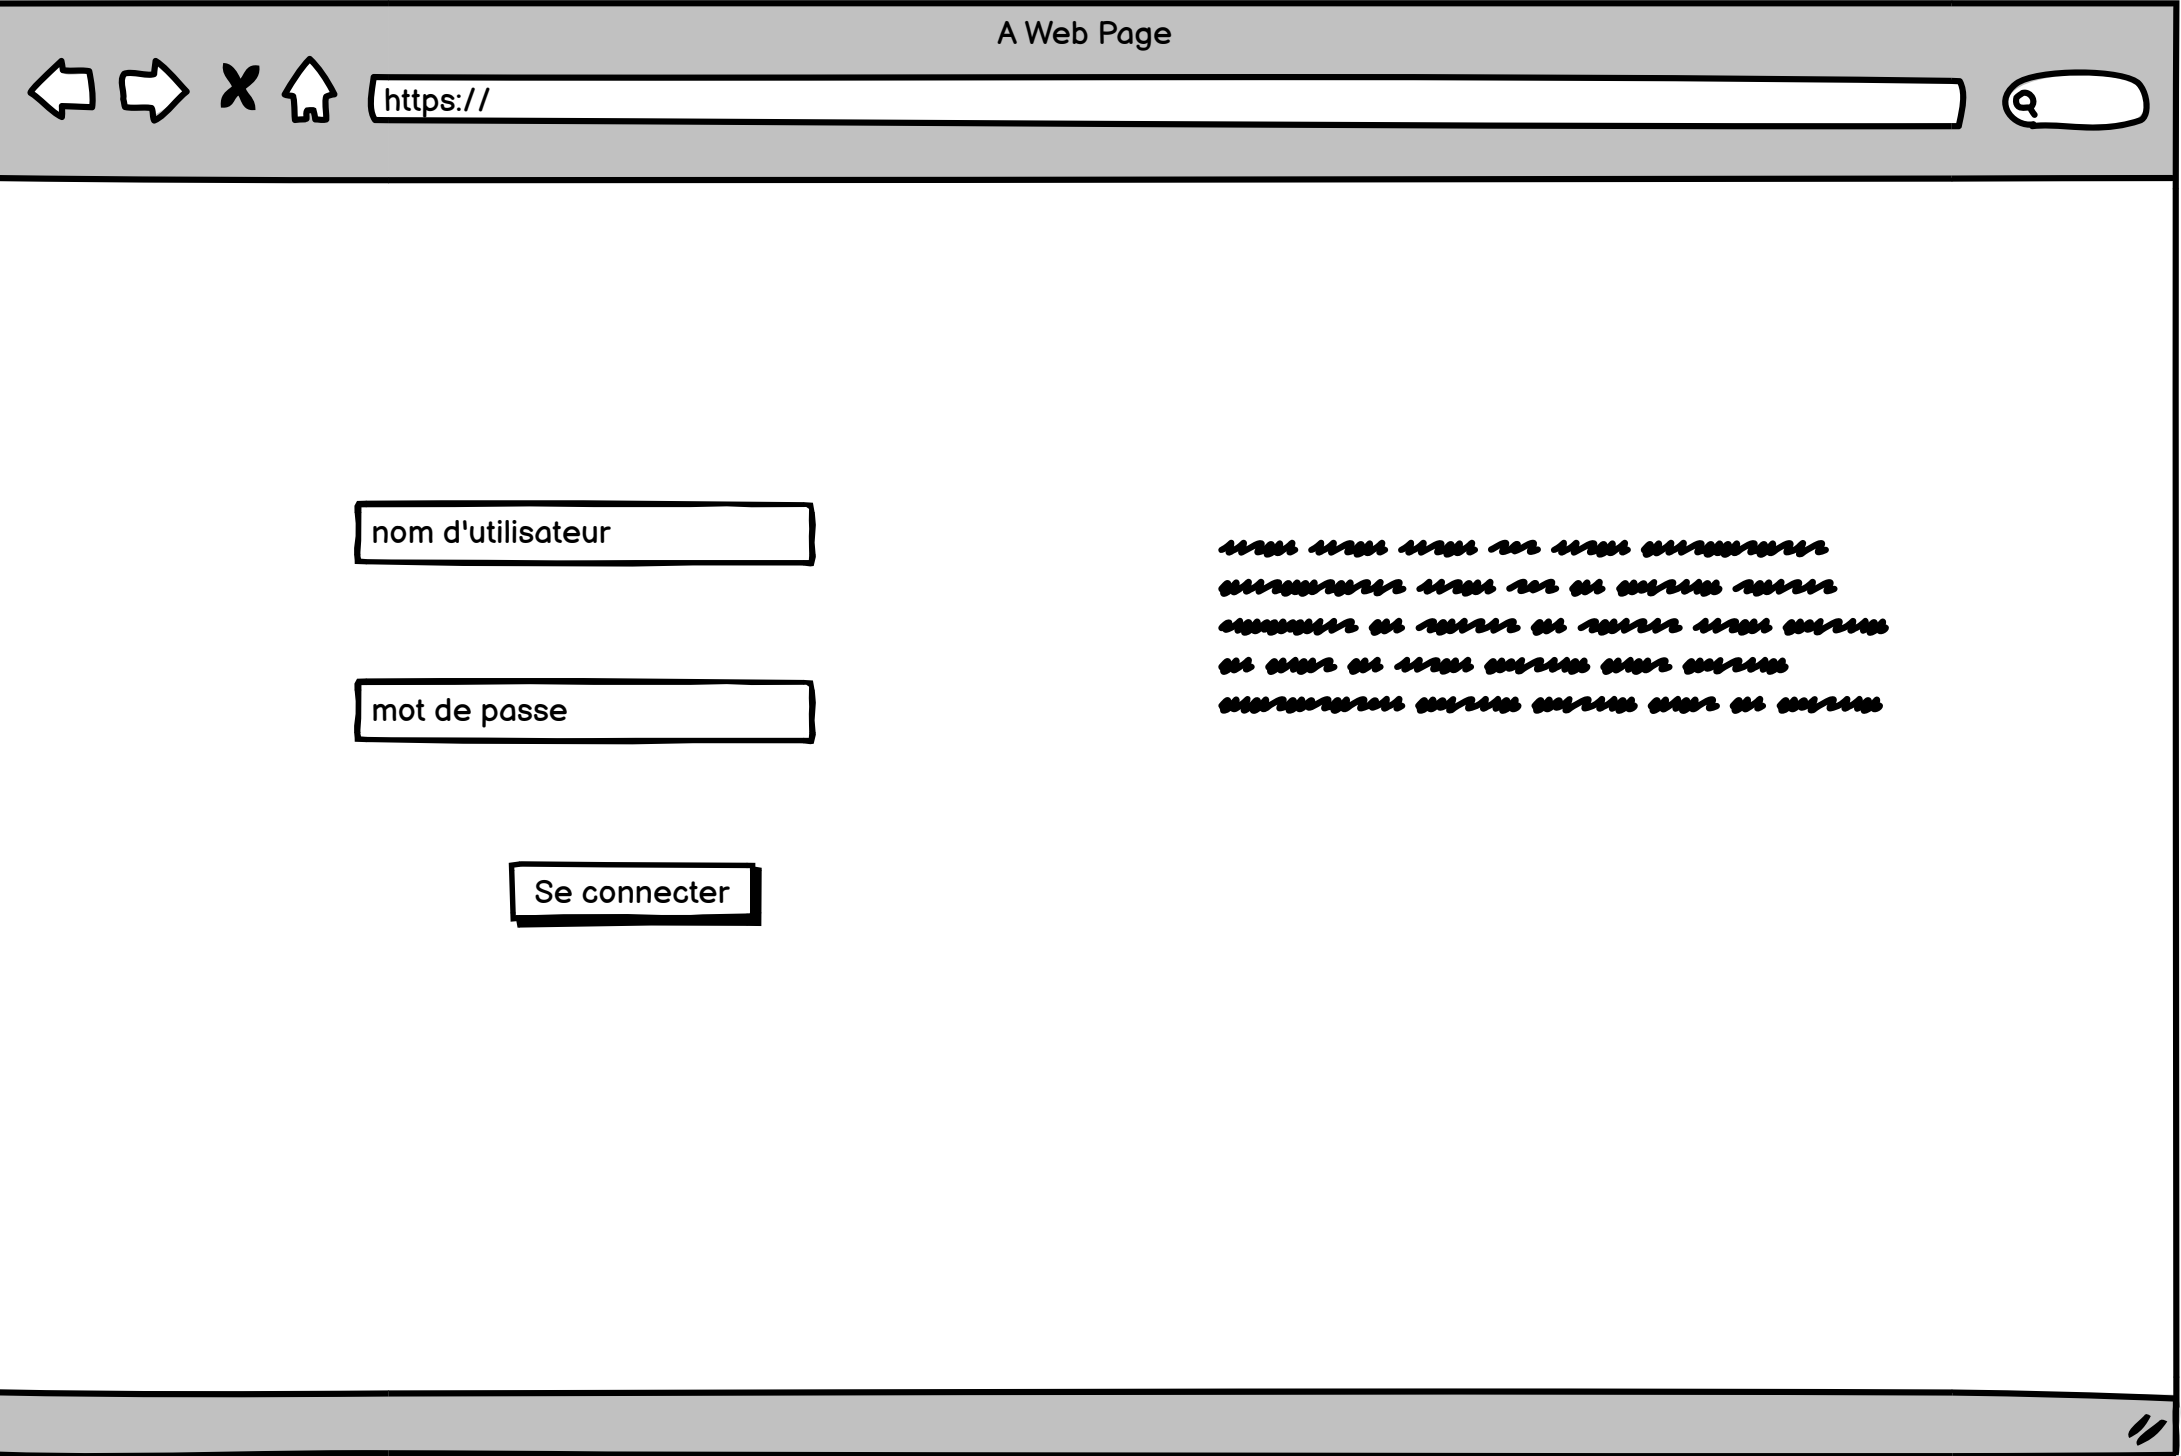 A Web Page
https://
nom d'utilisateur
mot de passe
Se connecter